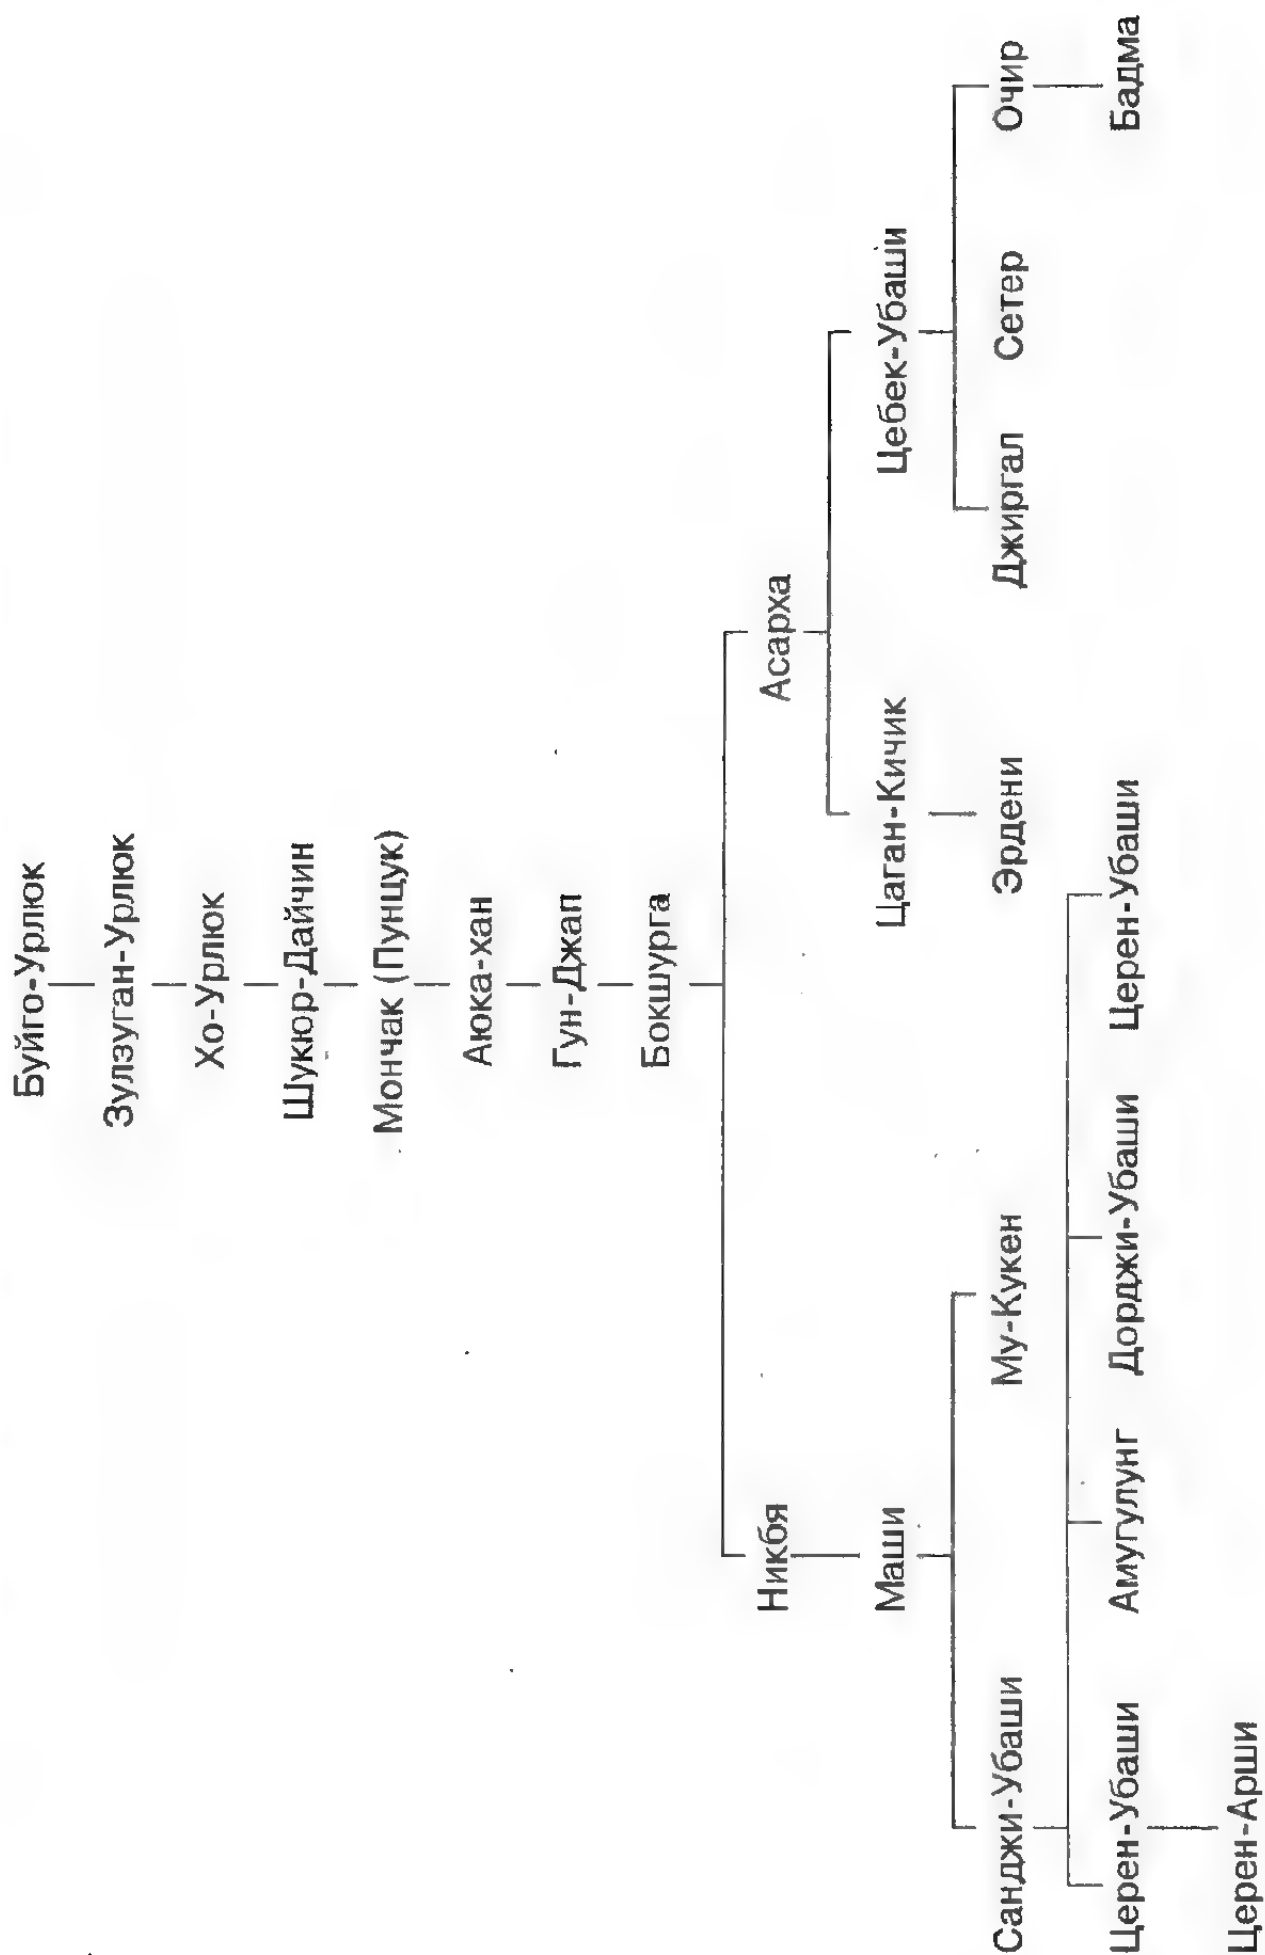 Буйго-Урлюк
Зулзуган-Урлюк
Хо-Урлюк
Шукюр-Дайчин
Мончак (Пунцук)
Аюка-хан
Гун-Джап
Бокшурга
Никбя Асарха
Маши Цаган-Кичик Цебек-Убаши
Санджи-Убаши Му-Кукен Эрдени Джиргал Сетер Очир
Церен-Убаши Амугулунг Дорджи-Убаши Церен-Убаши Бадма
Церен-Арши